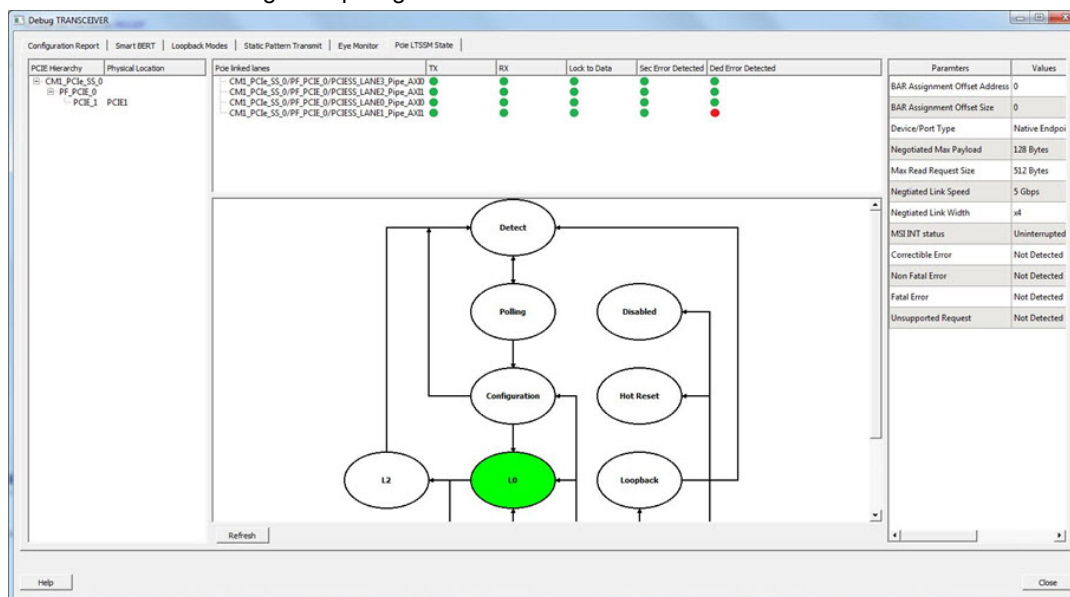 Debug TRANSCEIVER
Configuration Report | Smart BERT | Loopback Modes | Static Pattern Transmit | Eye Monitor | Pcie LTSSM State
PCIE Hierarchy Physical Location
CM1_PCIe_SS_0
PF_PCIE_0
PCIE_1 PCIE1
Pcie linked lanes TX RX Lock to Data Sec Error Detected Ded Error Detected
CM1_PCIe_SS_0/PF_PCIE_0/PCIESS_LANE3_Pipe_AXI0
CM1_PCIe_SS_0/PF_PCIE_0/PCIESS_LANE2_Pipe_AXI1
CM1_PCIe_SS_0/PF_PCIE_0/PCIESS_LANE0_Pipe_AXI0
CM1_PCIe_SS_0/PF_PCIE_0/PCIESS_LANE1_Pipe_AXI1
Detect
Polling
Disabled
Configuration
Hot Reset
L2
L0
Loopback
Refresh
Paramters Values
BAR Assignment Offset Address 0
BAR Assignment Offset Size 0
Device/Port Type Native Endpoi
Negotiated Max Payload 128 Bytes
Max Read Request Size 512 Bytes
Negtiated Link Speed 5 Gbps
Negtiated Link Width x4
MSI INT status Uninterrupted
Correctible Error Not Detected
Non Fatal Error Not Detected
Fatal Error Not Detected
Unsupported Request Not Detected
Help
Close